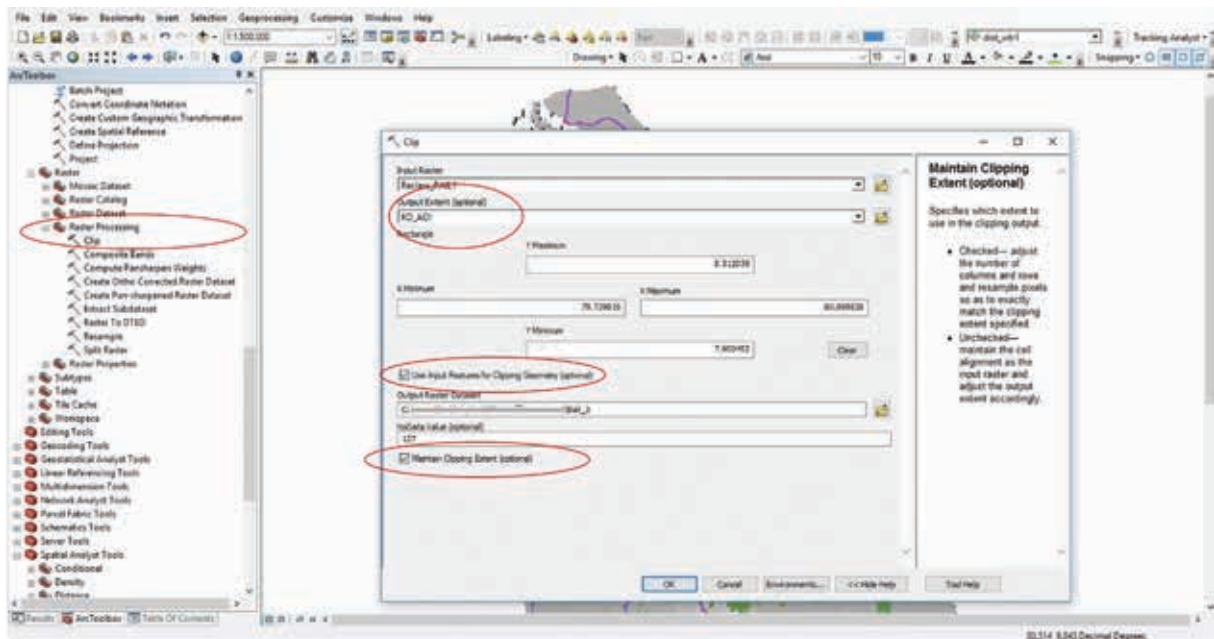 File Edit View Bookmarks Insert Selection Geoprocessing Customize Windows Help
Labeling
Tracking Analyst
Drawing
10
B I U
Snapping
ArcToolbox
Batch Project
Convert Coordinate Notation
Create Custom Geographic Transformation
Create Spatial Reference
Define Projection
Project
Raster
Mosaic Dataset
Raster Catalog
Raster Dataset
Raster Processing
Clip
Composite Bands
Compute Pansharpen Weights
Create Ortho Corrected Raster Dataset
Create Pan-sharpened Raster Dataset
Extract Subdataset
Raster To DTED
Resample
Split Raster
Raster Properties
Subtypes
Table
Tile Cache
Workspace
Editing Tools
Geocoding Tools
Geostatistical Analyst Tools
Linear Referencing Tools
Multidimension Tools
Network Analyst Tools
Parcel Fabric Tools
Schematics Tools
Server Tools
Spatial Analyst Tools
Conditional
Density
Distance
Results ArcToolbox Table Of Contents
Clip
Input Raster
Output Extent (optional)
KD_AOI
Rectangle
Y Maximum
X Minimum
X Maximum
Y Minimum
Clear
Use Input Features for Clipping Geometry (optional)
Output Raster Dataset
NoData Value (optional)
Maintain Clipping Extent (optional)
OK Cancel Environments... << Hide Help Tool Help
Maintain Clipping
Extent (optional)
Specifies which extent to
use in the clipping output.
Checked— adjust
the number of
columns and rows
and resample pixels
so as to exactly
match the clipping
extent specified.
Unchecked—
maintain the cell
alignment as the
input raster and
adjust the output
extent accordingly.
Decimal Degrees